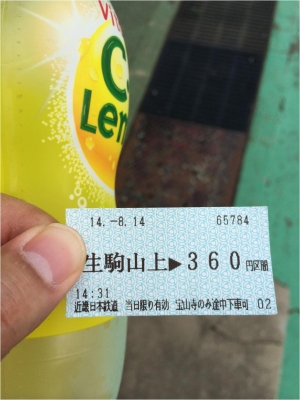 Vit
C.
Lem
14.-8.14 65784
生駒山上▶360円区間
14:31
近畿日本鉄道 当日限り有効 宝山寺のみ途中下車可 02